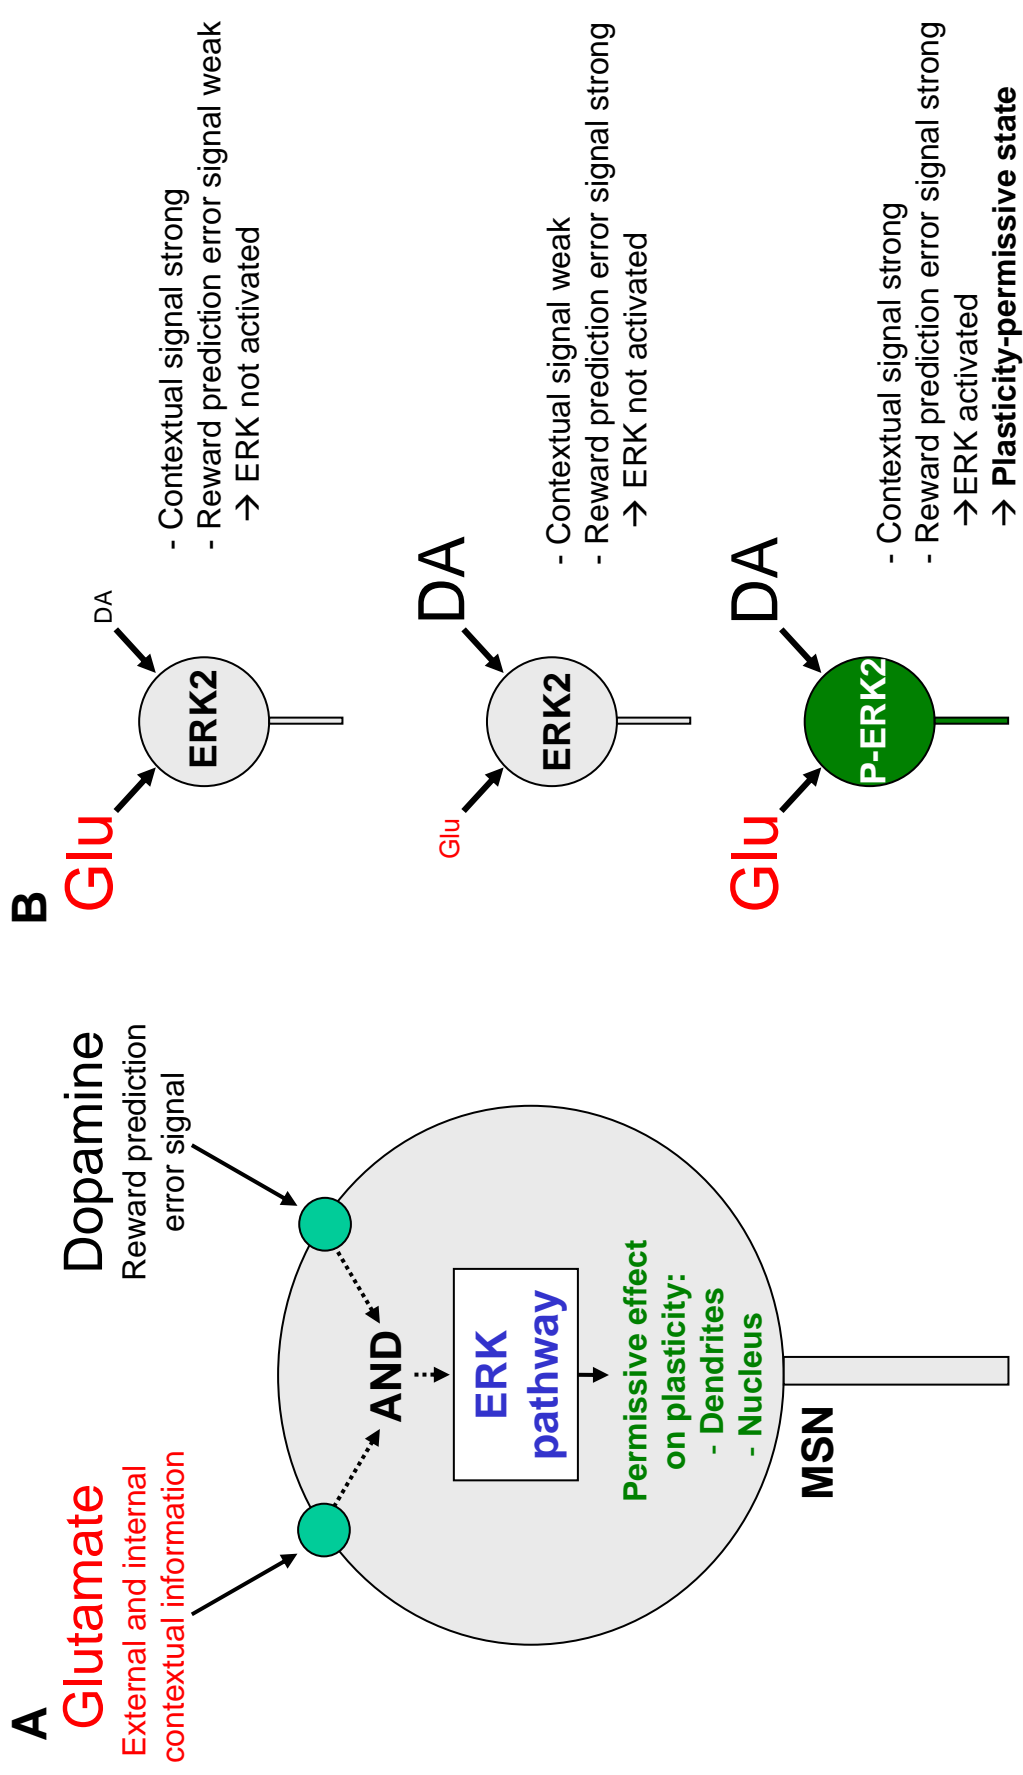 A
Glutamate
External and internal
contextual information
Dopamine
Reward prediction
error signal
AND
ERK
pathway
Permissive effect
on plasticity:
- Dendrites
- Nucleus
MSN
B
Glu
DA
ERK2
- Contextual signal strong
- Reward prediction error signal weak
→ ERK not activated
Glu
DA
ERK2
- Contextual signal weak
- Reward prediction error signal strong
→ ERK not activated
Glu
DA
P-ERK2
- Contextual signal strong
- Reward prediction error signal strong
→ERK activated
→ Plasticity-permissive state